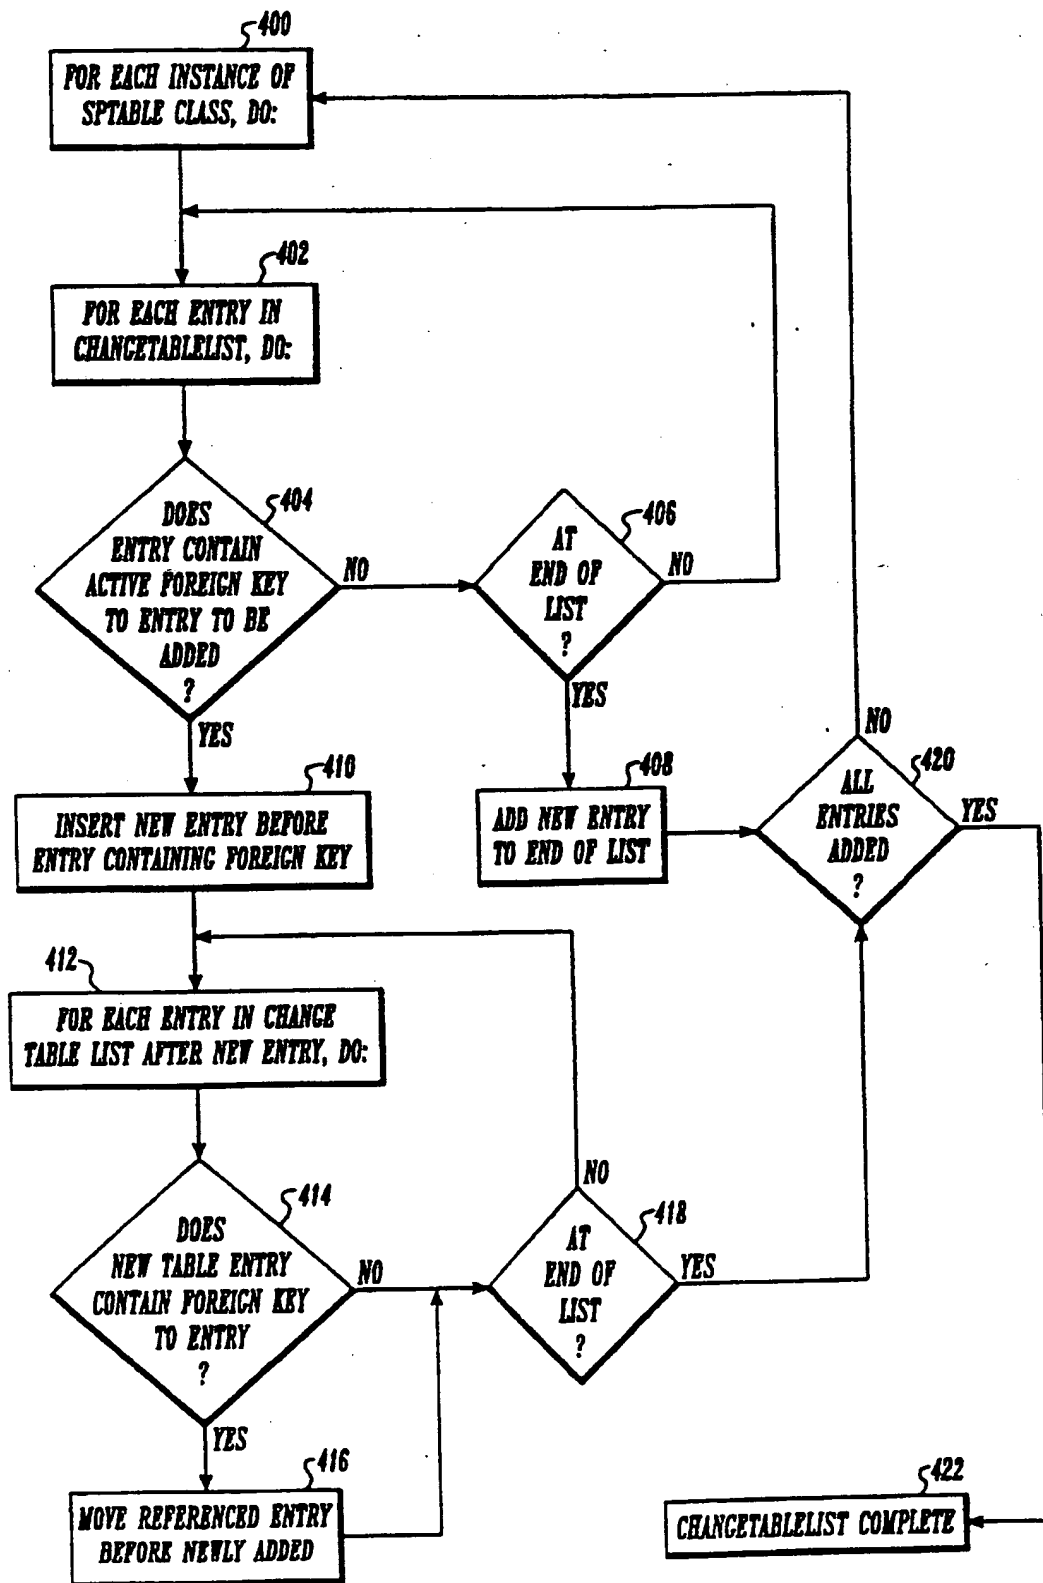 400
FOR EACH INSTANCE OF
SPTABLE CLASS, DO:
402
FOR EACH ENTRY IN
CHANGETABLELIST, DO:
404
DOES
ENTRY CONTAIN
ACTIVE FOREIGN KEY
TO ENTRY TO BE
ADDED
?
NO
YES
406
AT
END OF
LIST
?
NO
YES
408
ADD NEW ENTRY
TO END OF LIST
410
INSERT NEW ENTRY BEFORE
ENTRY CONTAINING FOREIGN KEY
NO
420
ALL
ENTRIES
ADDED
?
YES
412
FOR EACH ENTRY IN CHANGE
TABLE LIST AFTER NEW ENTRY, DO:
414
DOES
NEW TABLE ENTRY
CONTAIN FOREIGN KEY
TO ENTRY
?
NO
YES
NO
418
AT
END OF
LIST
?
YES
416
MOVE REFERENCED ENTRY
BEFORE NEWLY ADDED
422
CHANGETABLELIST COMPLETE